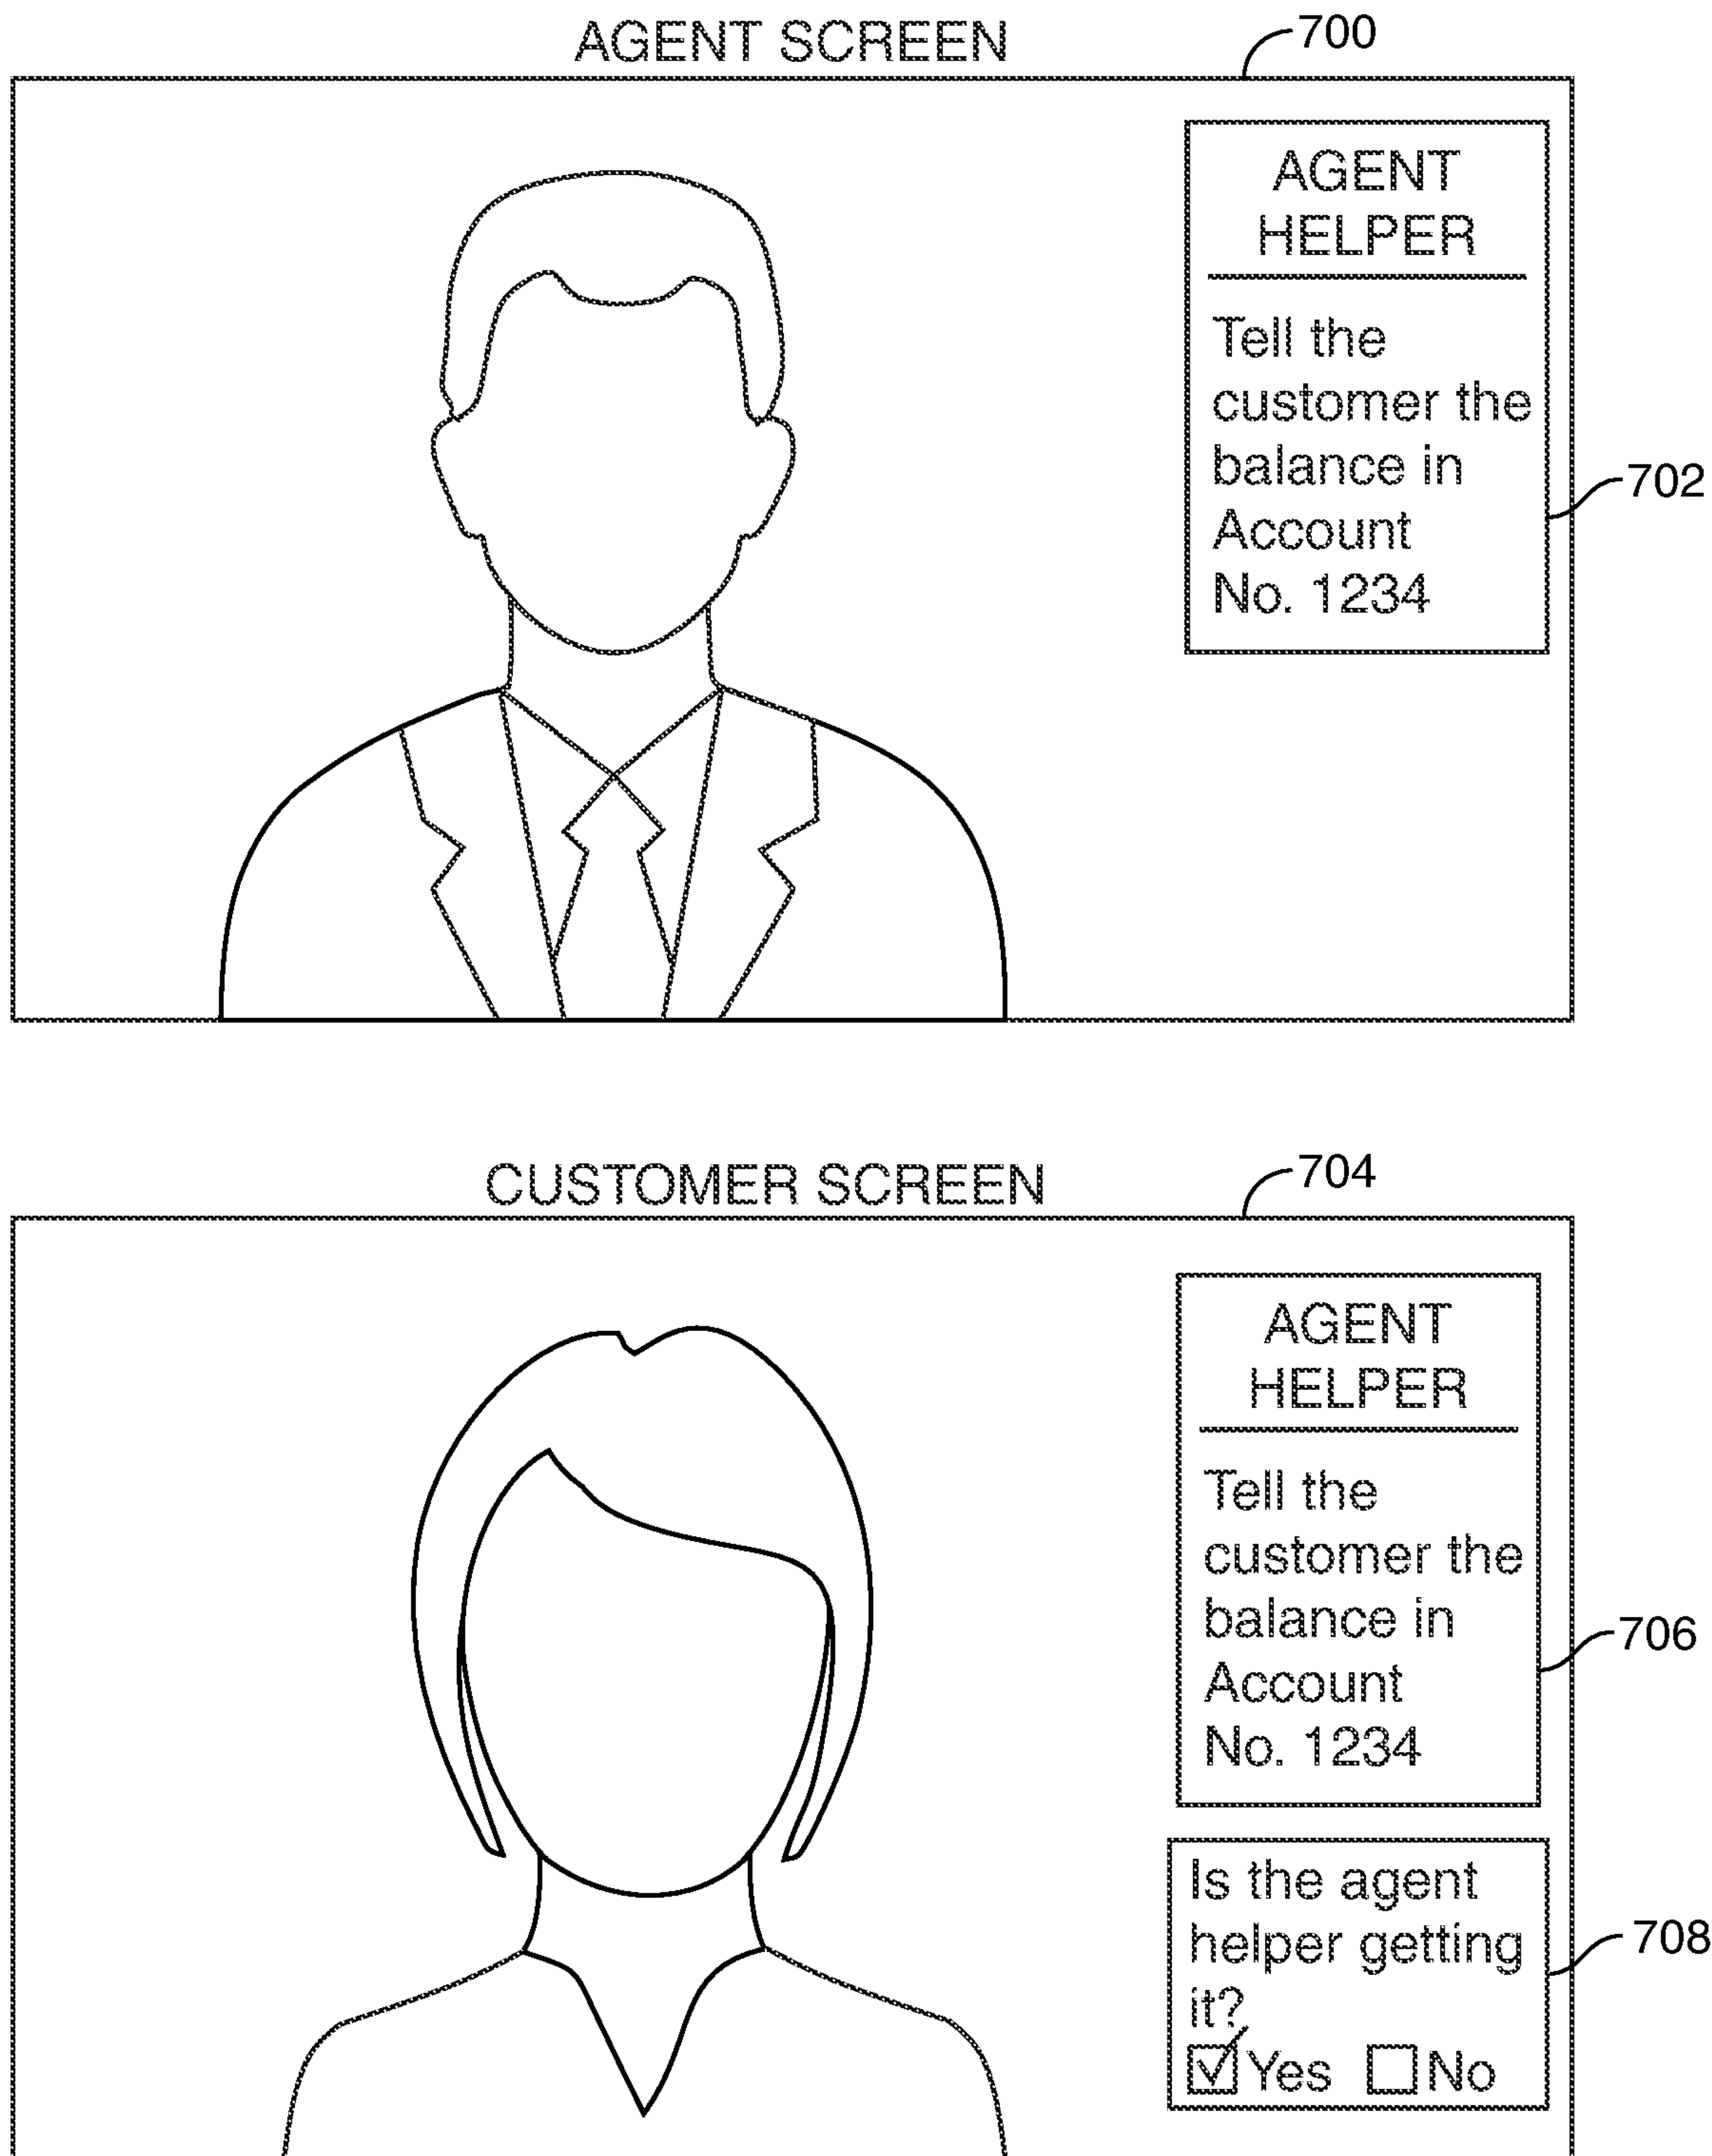 AGENT SCREEN
700
AGENT
HELPER
Tell the
customer the
balance in
Account
No. 1234
702
CUSTOMER SCREEN
704
AGENT
HELPER
Tell the
customer the
balance in
Account
No. 1234
706
Is the agent
helper getting
it?
Yes No
708